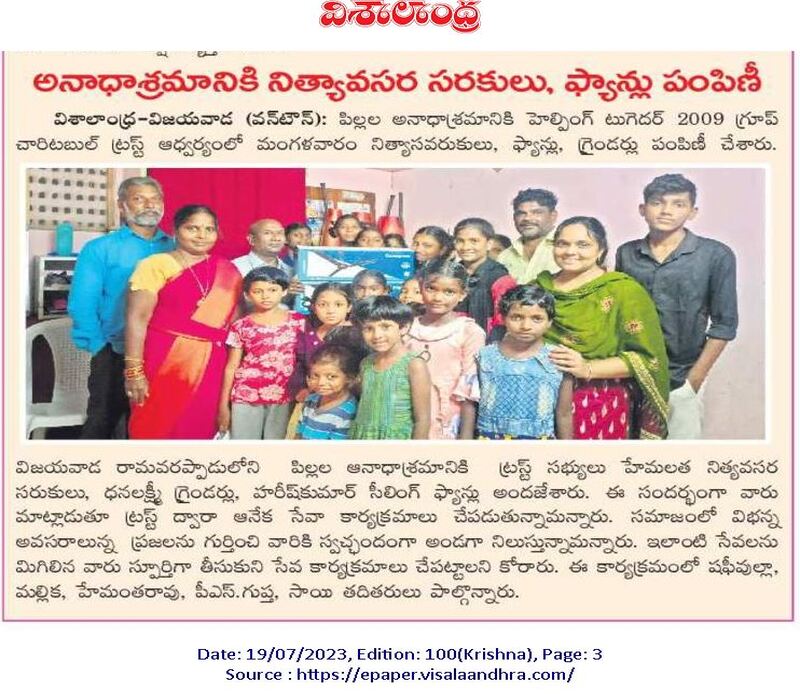 విశాలాంధ్ర
అనాధాశ్రమానికి నిత్యావసర సరకులు, ఫ్యాన్లు పంపిణీ
విశాలాంధ్ర-విజయవాడ (వన్‌టౌన్): పిల్లల అనాధాశ్రమానికి హెల్పింగ్ టుగెదర్ 2009 గ్రూప్
చారిటబుల్ ట్రస్ట్ ఆధ్వర్యంలో మంగళవారం నిత్యాసవరుకులు, ఫ్యాన్లు, గ్రైండర్లు పంపిణీ చేశారు.
విజయవాడ రామవరప్పాడులోని పిల్లల ఆనాధాశ్రమానికి ట్రస్ట్ సభ్యులు హేమలత నిత్యవసర
సరుకులు, ధనలక్ష్మీ గ్రైండర్లు, హరీష్‌కుమార్ సీలింగ్ ఫ్యాన్లు అందజేశారు. ఈ సందర్భంగా వారు
మాట్లాడుతూ ట్రస్ట్ ద్వారా ఆనేక సేవా కార్యక్రమాలు చేపడుతున్నామన్నారు. సమాజంలో విభన్న
అవసరాలున్న ప్రజలను గుర్తించి వారికి స్వచ్ఛందంగా అండగా నిలుస్తున్నామన్నారు. ఇలాంటి సేవలను
మిగిలిన వారు స్పూర్తిగా తీసుకుని సేవ కార్యక్రమాలు చేపట్టాలని కోరారు. ఈ కార్యక్రమంలో షఫీవుల్లా,
మల్లిక, హేమంతరావు, పీఎస్.గుప్త, సాయి తదితరులు పాల్గొన్నారు.
Date: 19/07/2023, Edition: 100(Krishna), Page: 3
Source : https://epaper.visalaandhra.com/